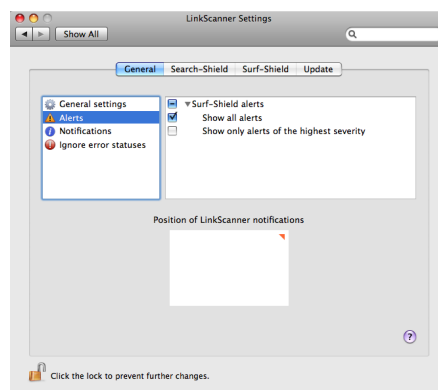 LinkScanner Settings
Show All
General Search-Shield Surf-Shield Update
General settings
Alerts
Notifications
Ignore error statuses
Surf-Shield alerts
Show all alerts
Show only alerts of the highest severity
Position of LinkScanner notifications
?
Click the lock to prevent further changes.